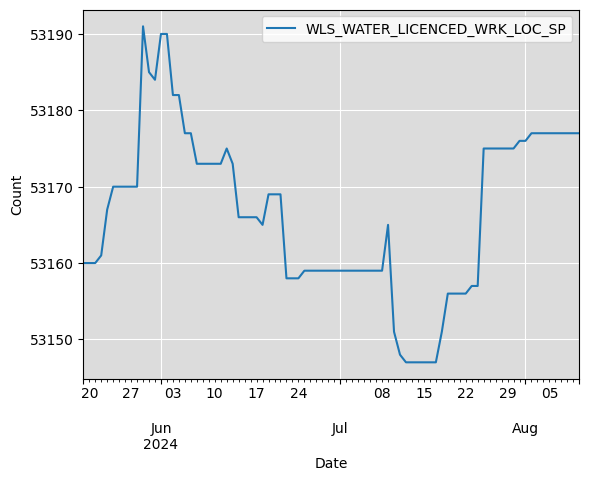 WLS_WATER_LICENCED_WRK_LOC_SP
53190
53180
53170
53160
53150
Count
20 27 03 10 17 24 08 15 22 29 05
Jun Jul Aug
2024
Date